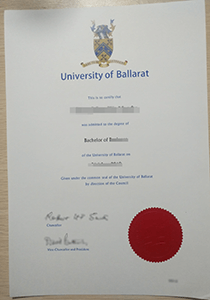 University of Ballarat
This is to certify that
was admitted to the degree of
Bachelor of Business
of the University of Ballarat on
Given under the common seal of the University of Ballarat
by direction of the Council
Chancellor
Vice-Chancellor and President